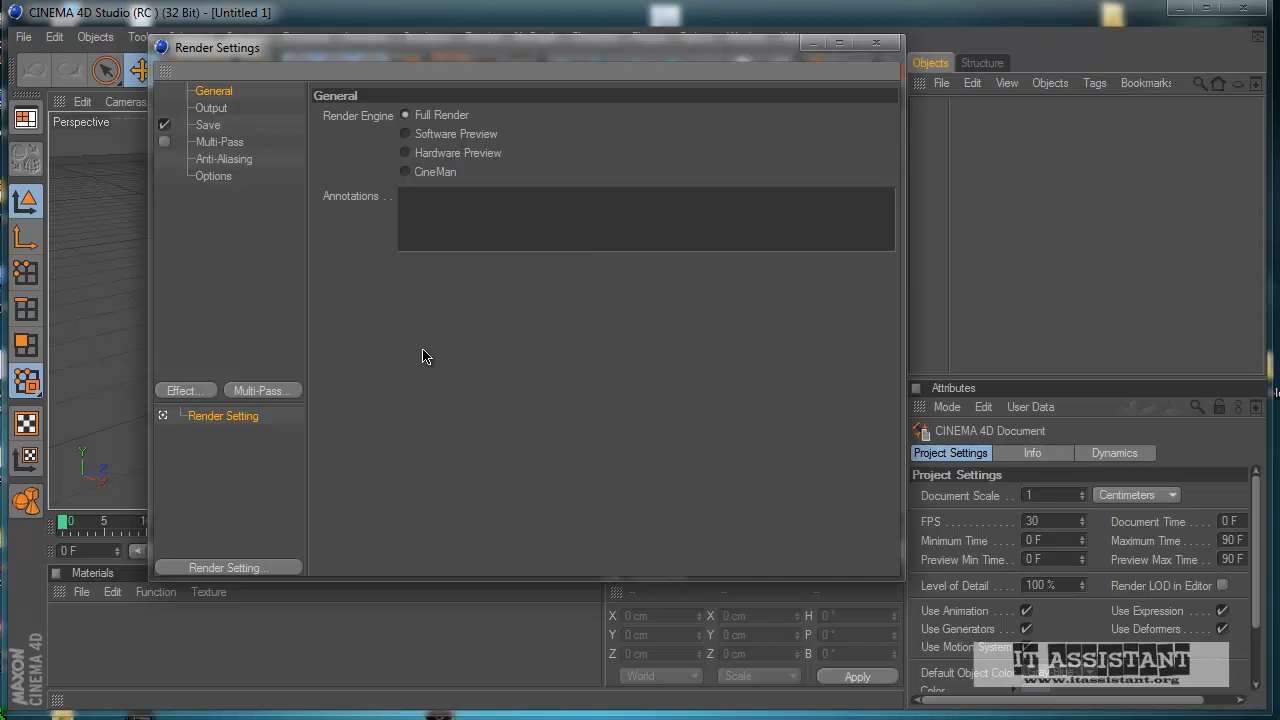 CINEMA 4D Studio (RC ) (32 Bit) - [Untitled 1]
File Edit Objects
Render Settings
Edit Cameras
Perspective
General
Output
Save
Multi-Pass
Anti-Aliasing
Options
Effect... Multi-Pass...
Render Setting
Render Setting...
General
Render Engine Full Render
Software Preview
Hardware Preview
CineMan
Annotations . .
Objects Structure
File Edit View Objects Tags Bookmarks
Attributes
Mode Edit User Data
CINEMA 4D Document
Project Settings Info Dynamics
Project Settings
Document Scale . . 1 Centimeters
FPS . . . . . . . . . . . . 30 Document Time . . 0 F
Minimum Time . . . 0 F Maximum Time . . 90 F
Preview Min Time . . 0 F Preview Max Time . 90 F
Level of Detail . . . . 100 % Render LOD in Editor
Use Animation . . . . Use Expression . . .
Use Generators . . . Use Deformers . . . .
Use Motion System
Default Object Color
Color
0 5
0 F
Materials
File Edit Function Texture
-- -- --
X 0 cm X 0 cm H 0 °
Y 0 cm Y 0 cm P 0 °
Z 0 cm Z 0 cm B 0 °
World Scale Apply
MAXON
CINEMA 4D
IT ASSISTANT
www.itassistant.org